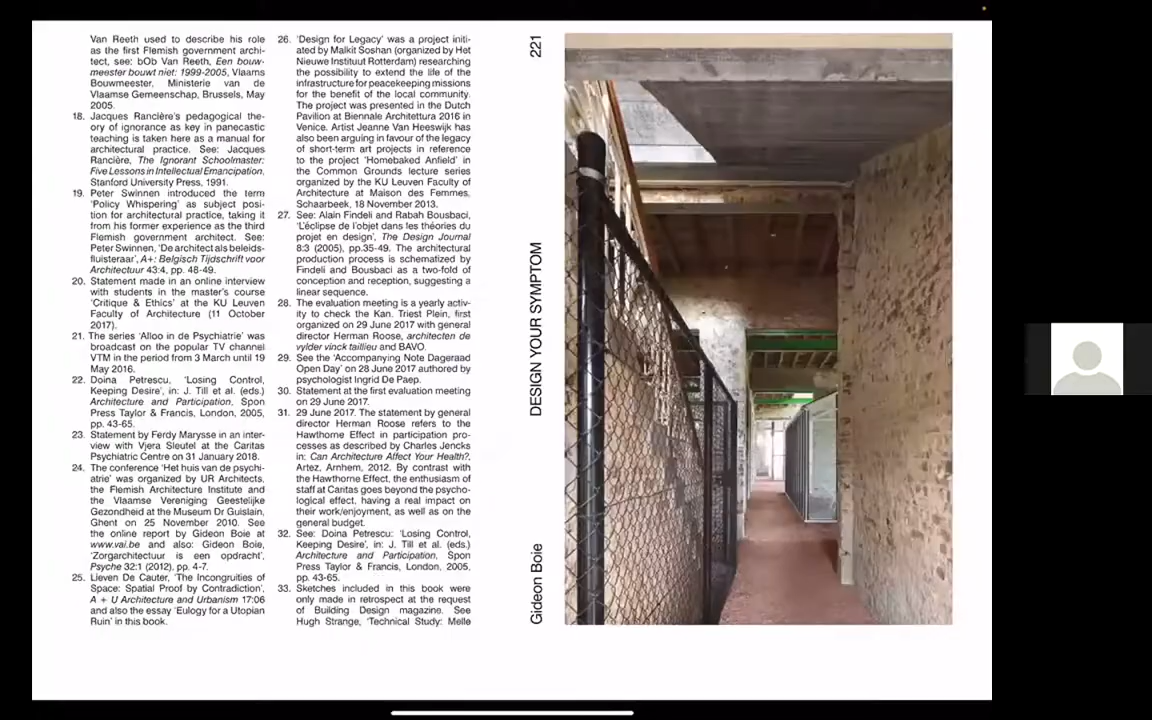 Van Reeth used to describe his role
as the first Flemish government archi-
tect, see: bOb Van Reeth, Een bouw-
meester bouwt niet: 1999-2005, Vlaams
Bouwmeester, Ministerie van de
Vlaamse Gemeenschap, Brussels, May
2005.
18. Jacques Rancière's pedagogical the-
ory of ignorance as key in panecastic
teaching is taken here as a manual for
architectural practice. See: Jacques
Rancière, The Ignorant Schoolmaster:
Five Lessons in Intellectual Emancipation,
Stanford University Press, 1991.
19. Peter Swinnen introduced the term
'Policy Whispering' as subject posi-
tion for architectural practice, taking it
from his former experience as the third
Flemish government architect. See:
Peter Swinnen, 'De architect als beleids-
fluisteraar', A+: Belgisch Tijdschrift voor
Architectuur 43:4, pp. 48-49.
20. Statement made in an online interview
with students in the master's course
'Critique & Ethics' at the KU Leuven
Faculty of Architecture (11 October
2017).
21. The series 'Alloo in de Psychiatrie' was
broadcast on the popular TV channel
VTM in the period from 3 March until 19
May 2016.
22. Doina Petrescu, 'Losing Control,
Keeping Desire', in: J. Till et al. (eds.)
Architecture and Participation, Spon
Press Taylor & Francis, London, 2005,
pp. 43-65.
23. Statement by Ferdy Marysse in an inter-
view with Vjera Sleutel at the Caritas
Psychiatric Centre on 31 January 2018.
24. The conference 'Het huis van de psychi-
atrie' was organized by UR Architects,
the Flemish Architecture Institute and
the Vlaamse Vereniging Geestelijke
Gezondheid at the Museum Dr Guislain,
Ghent on 25 November 2010. See
the online report by Gideon Boie at
www.vai.be and also: Gideon Boie,
'Zorgarchitectuur is een opdracht',
Psyche 32:1 (2012). pp. 4-7.
25. Lieven De Cauter, 'The Incongruities of
Space: Spatial Proof by Contradiction',
A + U Architecture and Urbanism 17:06
and also the essay 'Eulogy for a Utopian
Ruin' in this book.
26. 'Design for Legacy' was a project initi-
ated by Malkit Soshan (organized by Het
Nieuwe Instituut Rotterdam) researching
the possibility to extend the life of the
infrastructure for peacekeeping missions
for the benefit of the local community.
The project was presented in the Dutch
Pavilion at Biennale Architettura 2016 in
Venice. Artist Jeanne Van Heeswijk has
also been arguing in favour of the legacy
of short-term art projects in reference
to the project 'Homebaked Anfield' in
the Common Grounds lecture series
organized by the KU Leuven Faculty of
Architecture at Maison des Femmes,
Schaarbeek, 18 November 2013.
27. See: Alain Findeli and Rabah Bousbaci,
'L'éclipse de l'objet dans les théories du
projet en design', The Design Journal
8:3 (2005), pp.35-49. The architectural
production process is schematized by
Findeli and Bousbaci as a two-fold of
conception and reception, suggesting a
linear sequence.
28. The evaluation meeting is a yearly activ-
ity to check the Kan. Triest Plein, first
organized on 29 June 2017 with general
director Herman Roose, architecten de
vylder vinck taillieu and BAVO.
29. See the 'Accompanying Note Dageraad
Open Day' on 28 June 2017 authored by
psychologist Ingrid De Paep.
30. Statement at the first evaluation meeting
on 29 June 2017.
31. 29 June 2017. The statement by general
director Herman Roose refers to the
Hawthorne Effect in participation pro-
cesses as described by Charles Jencks
in: Can Architecture Affect Your Health?,
Artez, Arnhem, 2012. By contrast with
the Hawthorne Effect, the enthusiasm of
staff at Caritas goes beyond the psycho-
logical effect, having a real impact on
their work/enjoyment, as well as on the
general budget.
32. See: Doina Petrescu: 'Losing Control,
Keeping Desire', in: J. Till et al. (eds.)
Architecture and Participation, Spon
Press Taylor & Francis, London, 2005,
pp. 43-65.
33. Sketches included in this book were
only made in retrospect at the request
of Building Design magazine. See
Hugh Strange, 'Technical Study: Melle
221
DESIGN YOUR SYMPTOM
Gideon Boie